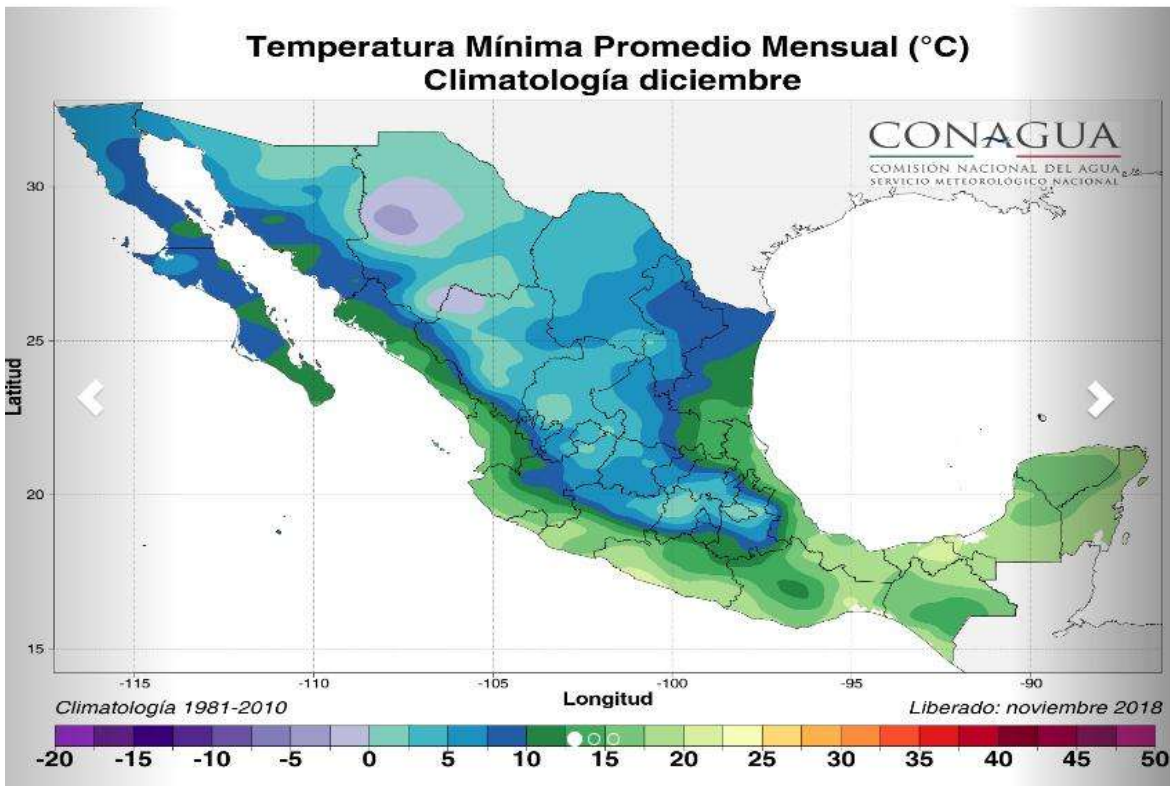 Temperatura Mínima Promedio Mensual (°C)
Climatología diciembre
CONAGUA
COMISIÓN NACIONAL DEL AGUA
SERVICIO METEOROLÓGICO NACIONAL
30
25
20
15
Latitud
-115 -110 -105 -100 -95 -90
Longitud
Climatología 1981-2010
Liberado: noviembre 2018
-20 -15 -10 -5 0 5 10 15 20 25 30 35 40 45 50